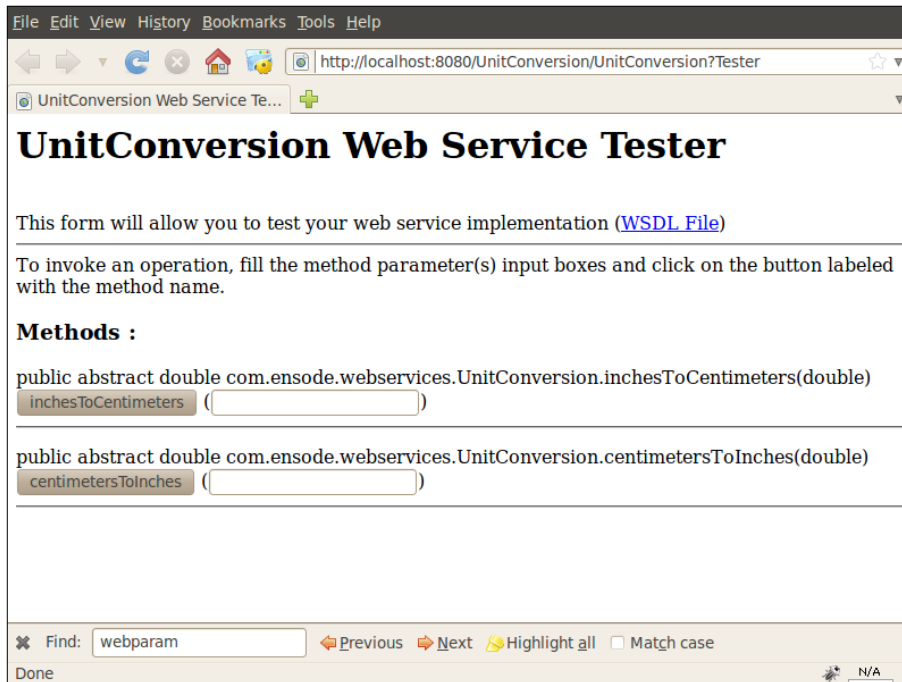 File Edit View History Bookmarks Tools Help
http://localhost:8080/UnitConversion/UnitConversion?Tester
UnitConversion Web Service Te...
UnitConversion Web Service Tester
This form will allow you to test your web service implementation (WSDL File)
To invoke an operation, fill the method parameter(s) input boxes and click on the button labeled
with the method name.
Methods :
public abstract double com.ensode.webservices.UnitConversion.inchesToCentimeters(double)
inchesToCentimeters ( )
public abstract double com.ensode.webservices.UnitConversion.centimetersToInches(double)
centimetersToInches ( )
Find: webparam Previous Next Highlight all Match case
Done N/A